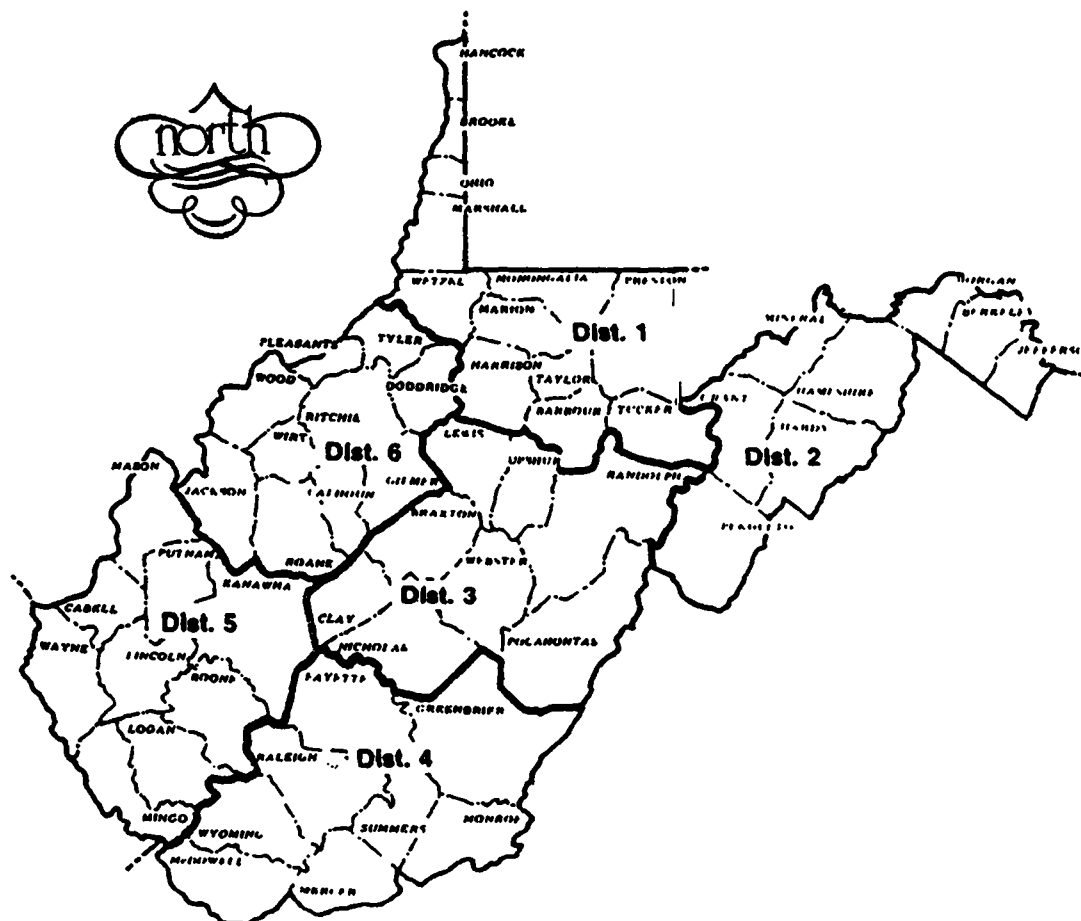 north
HANCOCK
BROOKE
OHIO
MARSHALL
WETZEL
MONONGALIA
PRESTON
MARION
Dist. 1
TYLER
PLEASANTS
HARRISON
TAYLOR
DODDRIDGE
BARBOUR
TUCKER
MORGAN
BERKELEY
JEFFERSO
MINERAL
GRANT
HAMPSHIRE
HARDY
Dist. 2
WOOD
RITCHIE
WIRT
Dist. 6
LEWIS
UPSHUR
RANDOLPH
MASON
JACKSON
CALHOUN
GILMER
BRAXTON
PENDLETO
PUTNAM
ROANE
KANAWHA
WEBSTER
CABELL
Dist. 5
CLAY
Dist. 3
WAYNE
LINCOLN
NICHOLAS
POCAHONTAS
BOONE
FAYETTE
GREENBRIER
LOGAN
RALEIGH
Dist. 4
MINGO
WYOMING
SUMMERS
MONROE
McDOWELL
MERCER